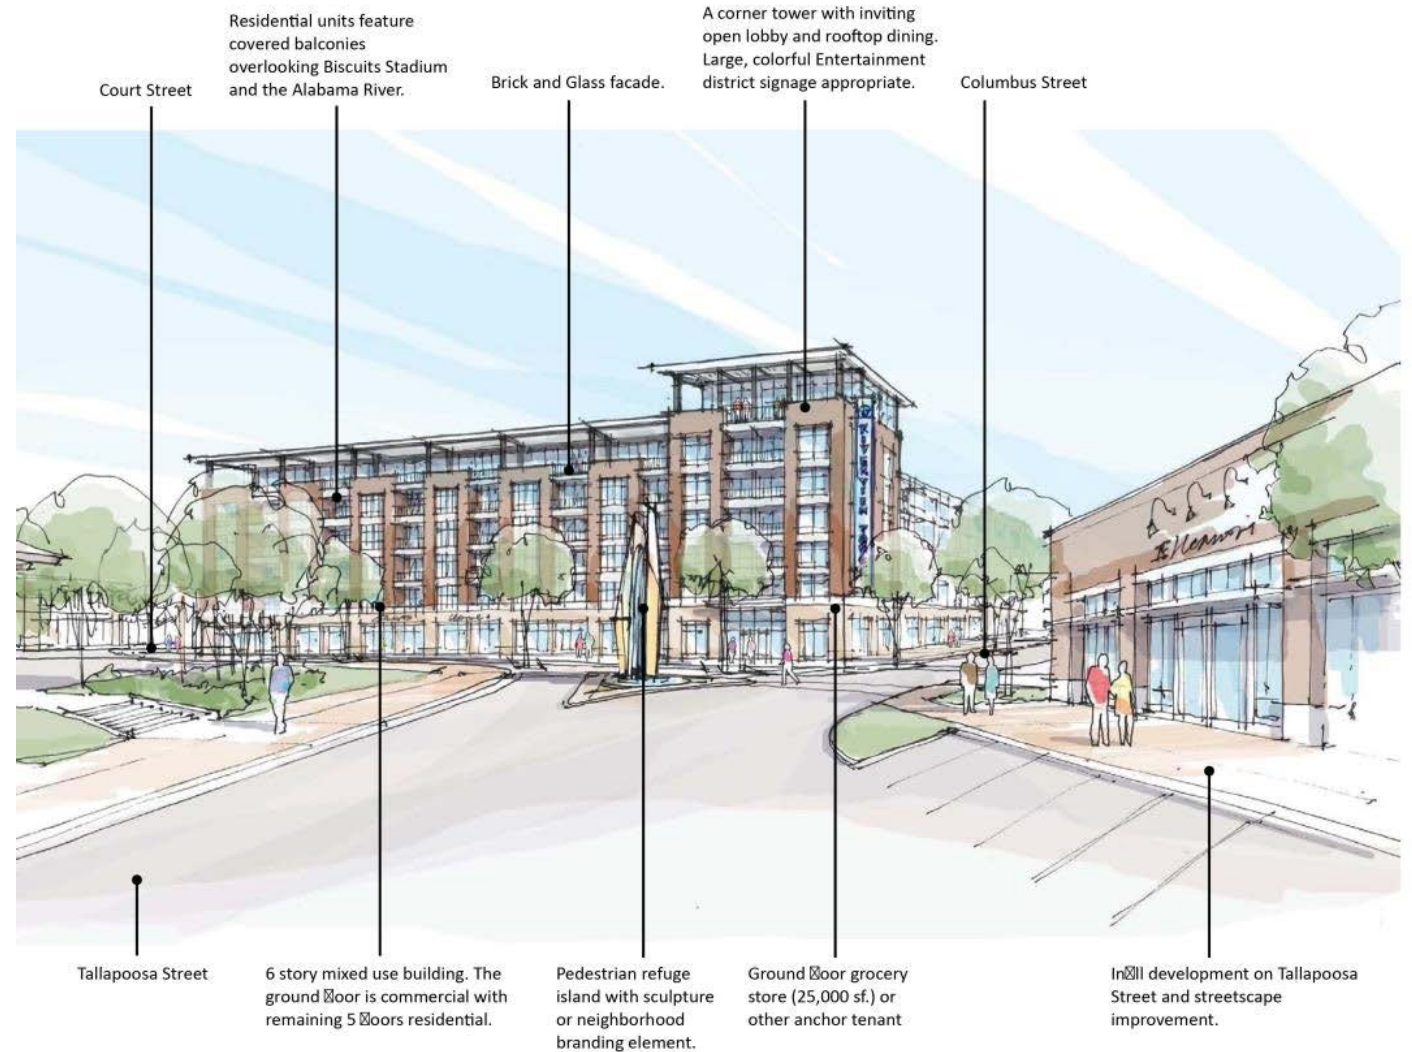 Residential units feature
covered balconies
overlooking Biscuits Stadium
and the Alabama River.
A corner tower with inviting
open lobby and rooftop dining.
Large, colorful Entertainment
district signage appropriate.
Court Street
Brick and Glass facade.
Columbus Street
Tallapoosa Street
6 story mixed use building. The
ground ☒oor is commercial with
remaining 5 ☒oors residential.
Pedestrian refuge
island with sculpture
or neighborhood
branding element.
Ground ☒oor grocery
store (25,000 sf.) or
other anchor tenant
In☒ll development on Tallapoosa
Street and streetscape
improvement.